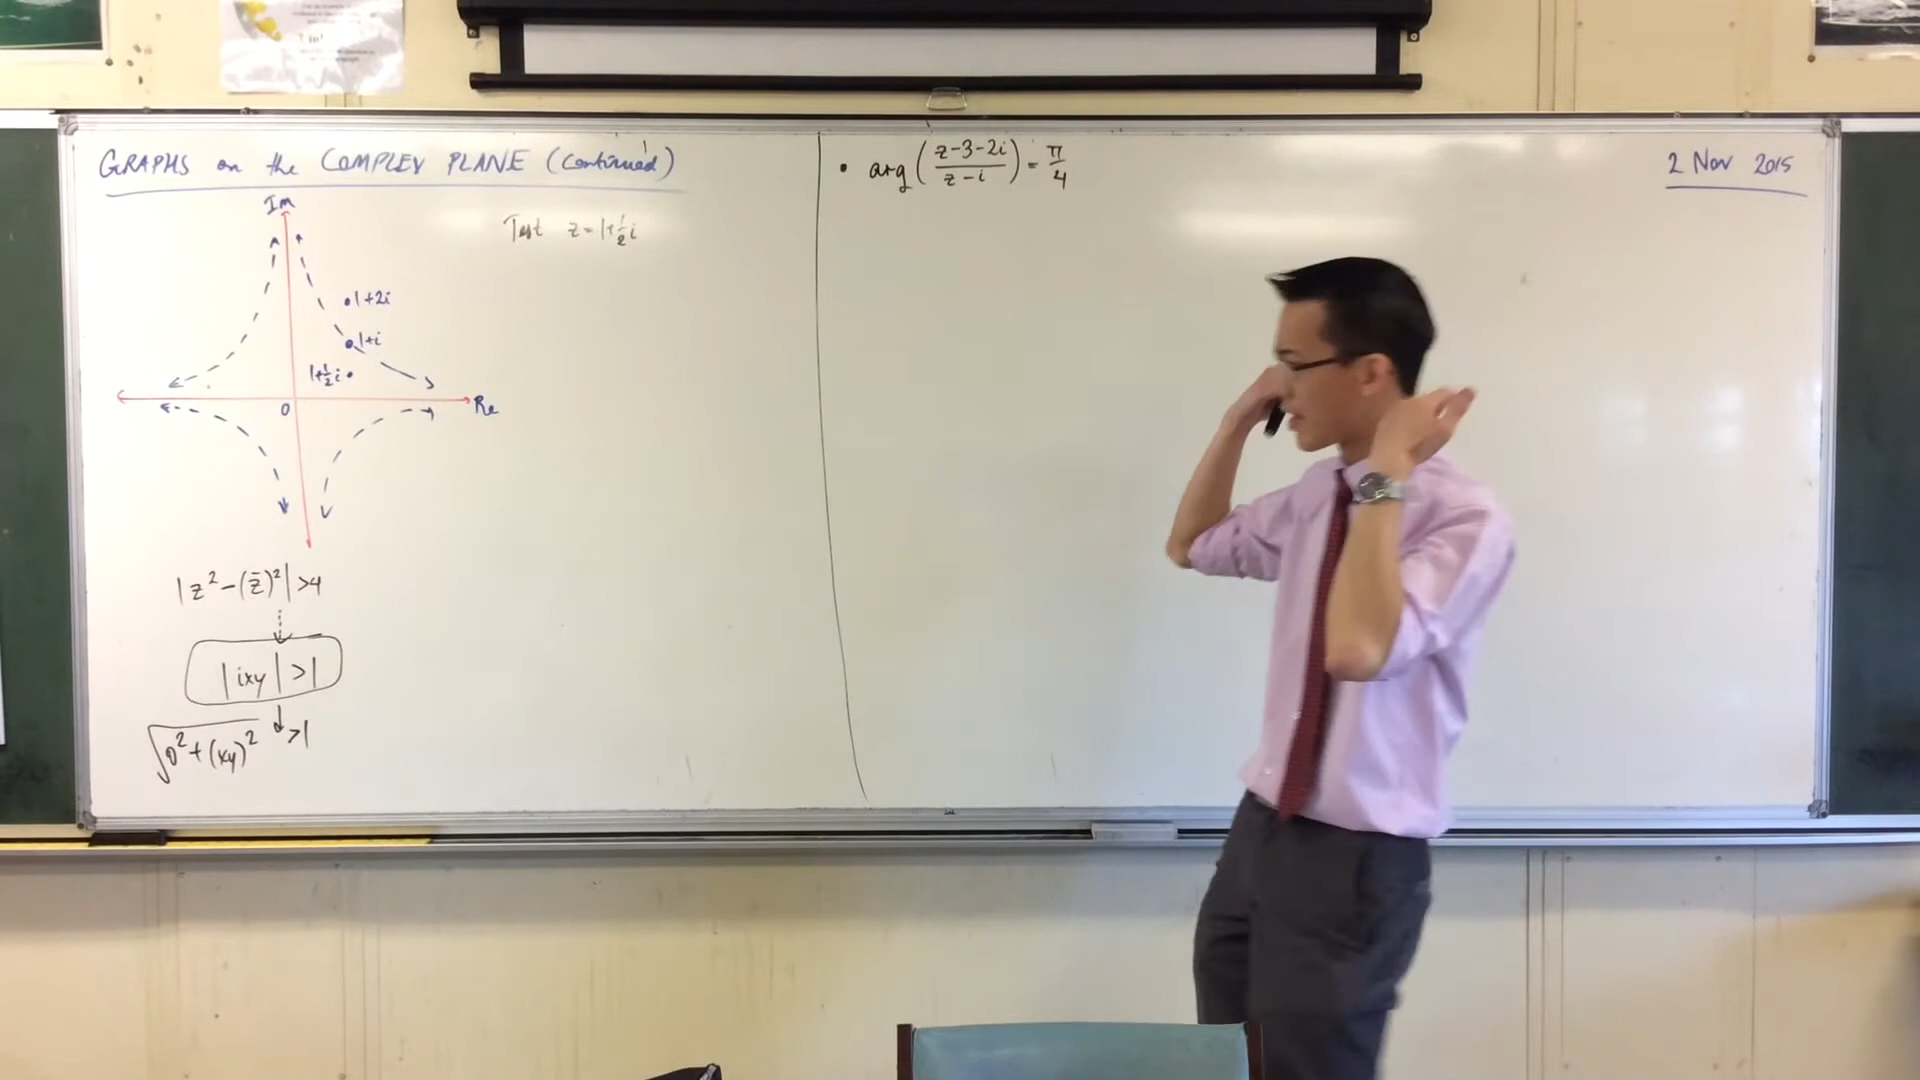 GRAPHS on the COMPLEX PLANE (continued)
Im
Test z = 1+½i
1+2i
1+i
1+½i
0
Re
|z² - (z̄)²| > 4
|ixy| > 1
√(0² + (xy)²) > 1
• arg((z-3-2i)/(z-i)) = π/4
2 Nov 2015